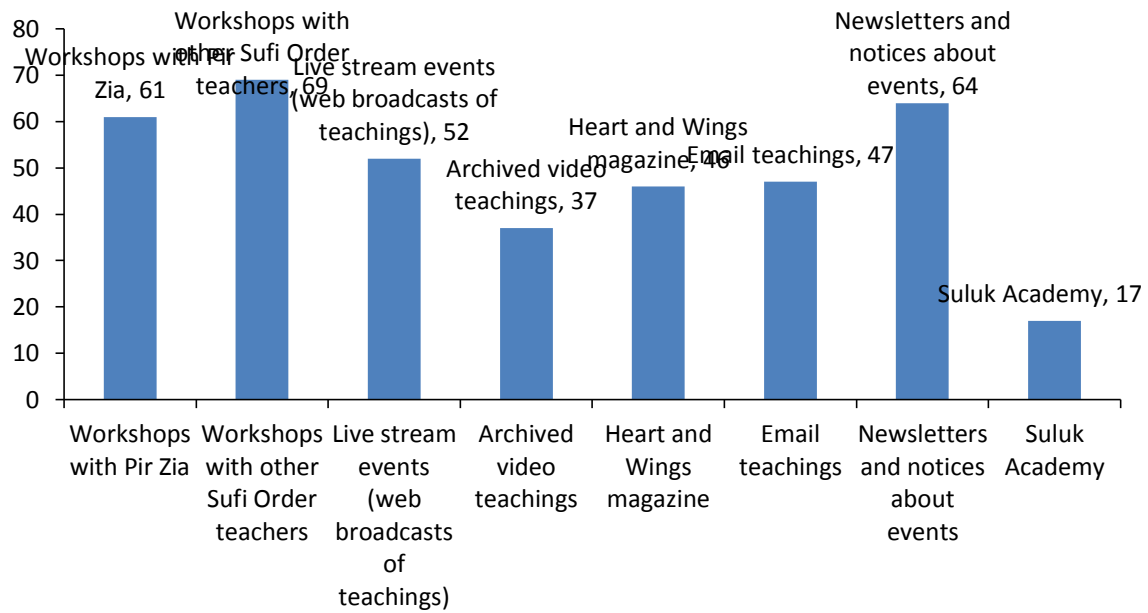 80
70
60
50
40
30
20
10
0
Workshops with Pir
Zia, 61
Workshops with
other Sufi Order
teachers, 69
Live stream events
(web broadcasts of
teachings), 52
Archived video
teachings, 37
Heart and Wings
magazine, 46
Email teachings, 47
Newsletters and
notices about
events, 64
Suluk Academy, 17
Workshops
with Pir Zia
Workshops
with other
Sufi Order
teachers
Live stream
events
(web
broadcasts
of
teachings)
Archived
video
teachings
Heart and
Wings
magazine
Email
teachings
Newsletters
and notices
about
events
Suluk
Academy